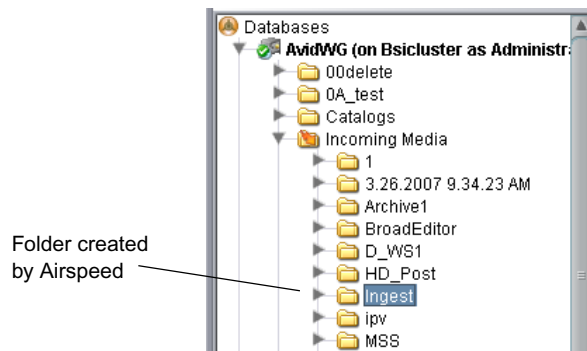 Databases
AvidWG (on Bsicluster as Administr
00delete
0A_test
Catalogs
Incoming Media
1
3.26.2007 9.34.23 AM
Archive1
BroadEditor
D_WS1
HD_Post
Ingest
ipv
MSS
Folder created
by Airspeed